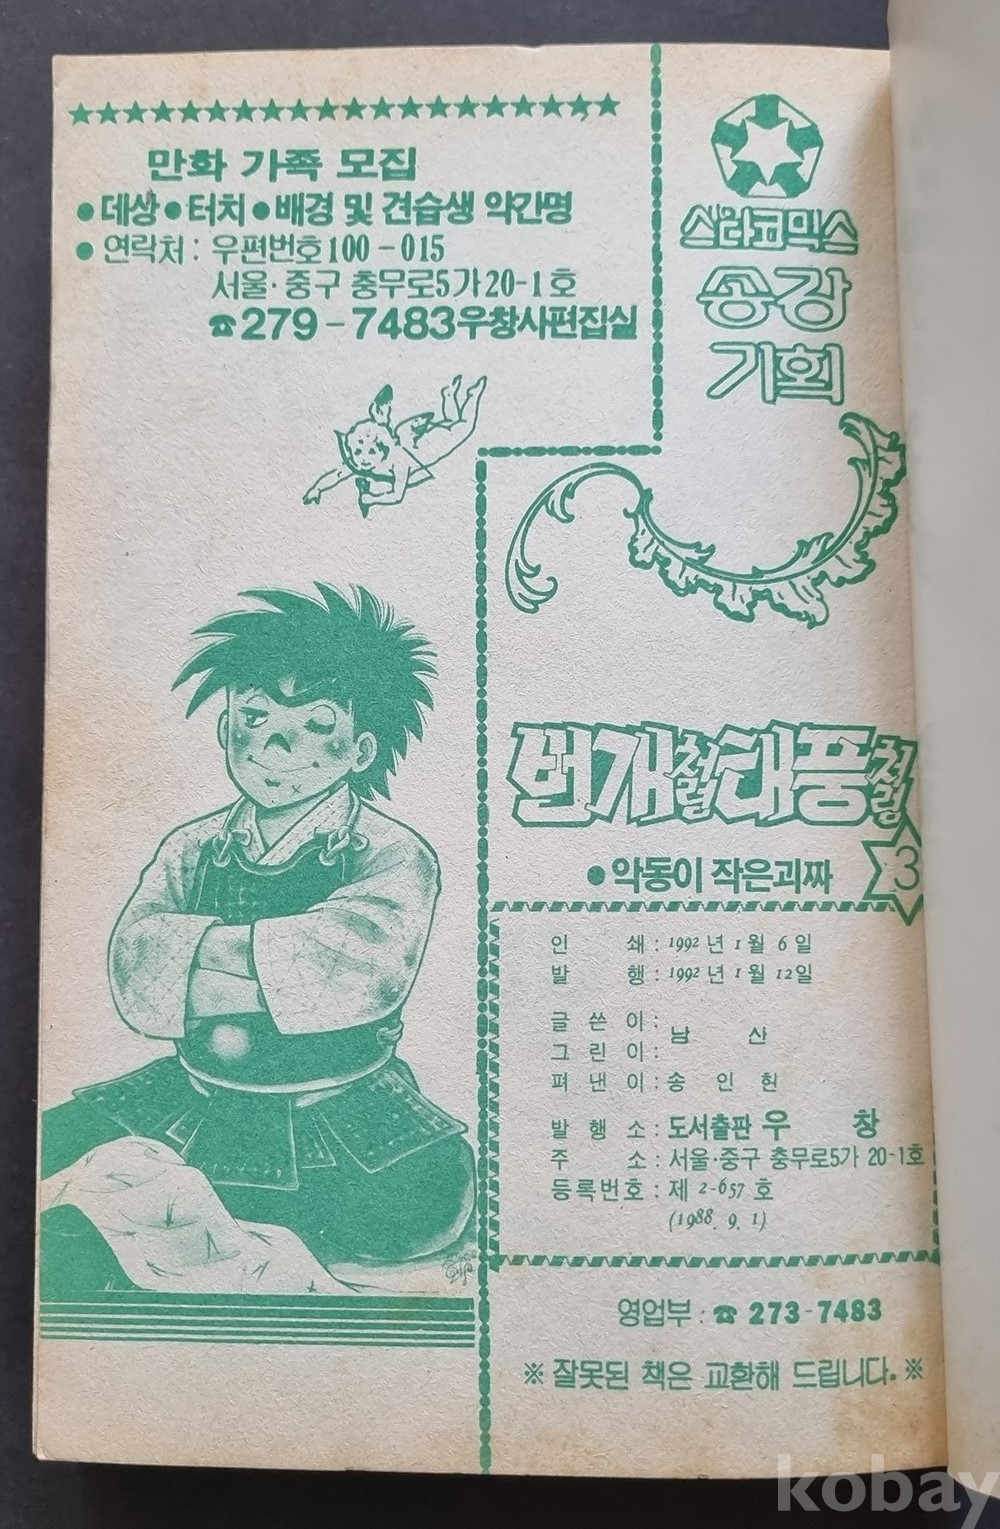 만화 가족 모집
●데상●터치●배경 및 견습생 약간명
●연락처 : 우편번호100-015
서울·중구 충무로5가20-1호
☎279-7483우창사편집실
스타코믹스
송강
기획
번개철태풍철
●악동이 작은괴짜
3
인 쇄 : 1992년 1월 6일
발 행 : 1992년 1월 12일
글 쓴 이 :
남 산
그 린 이 :
펴 낸 이 : 송 인 헌
발 행 소 : 도서출판 우 창
주 소 : 서울·중구 충무로5가 20-1호
등록번호 : 제 2-657 호
(1988. 9. 1)
영업부 : ☎ 273-7483
※ 잘못된 책은 교환해 드립니다. ※
kobay